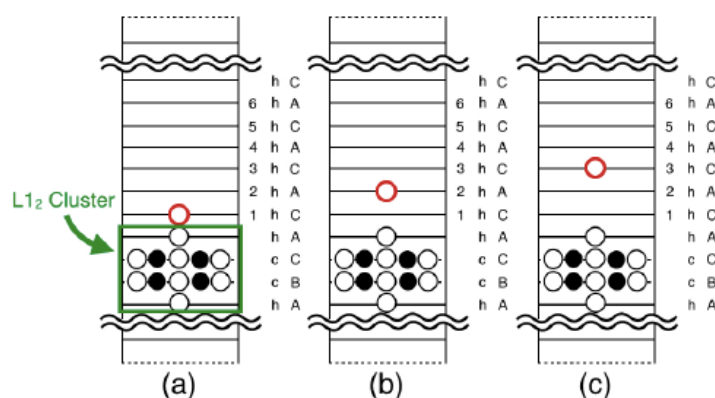 h C
6 h A
5 h C
4 h A
3 h C
2 h A
1 h C
h A
c C
c B
h A
L1₂ Cluster
(a)
h C
6 h A
5 h C
4 h A
3 h C
2 h A
1 h C
h A
c C
c B
h A
(b)
h C
6 h A
5 h C
4 h A
3 h C
2 h A
1 h C
h A
c C
c B
h A
(c)